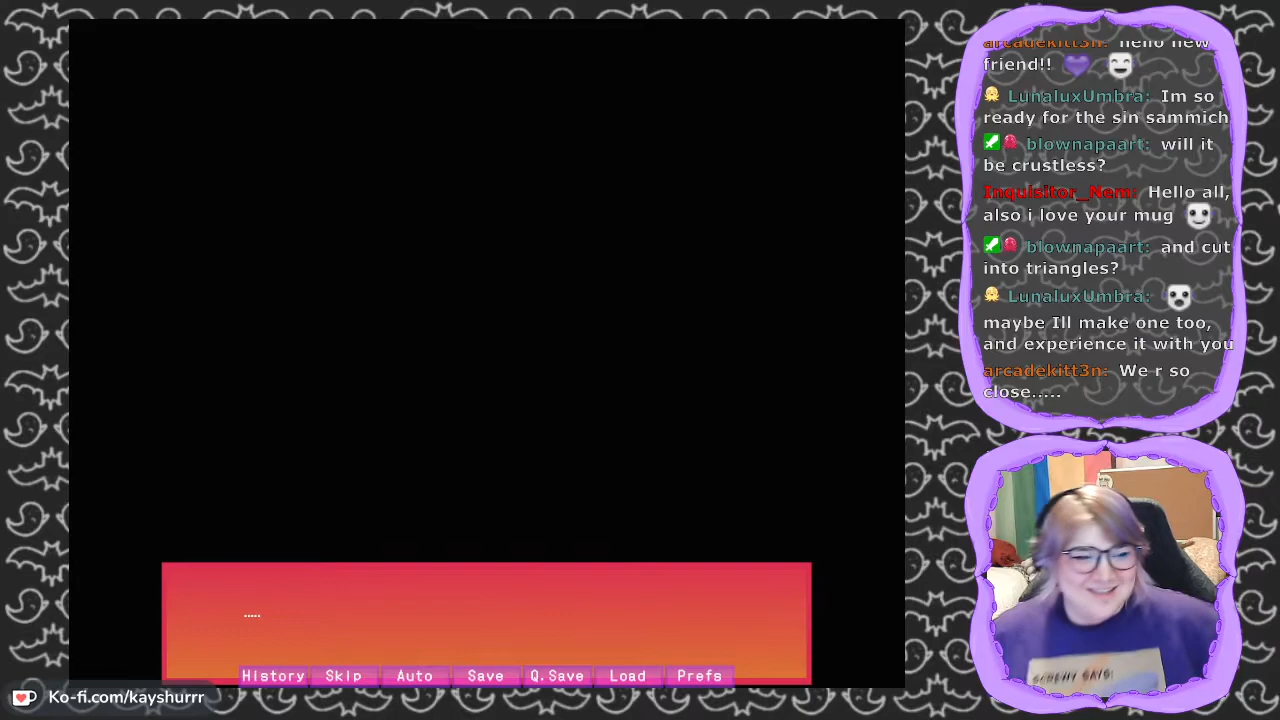 arcadekitt3n: hello new
friend!!
LunaluxUmbra: Im so
ready for the sin sammich
blownapaart: will it
be crustless?
Inquisitor_Nem: Hello all,
also i love your mug
blownapaart: and cut
into triangles?
LunaluxUmbra:
maybe Ill make one too,
and experience it with you
arcadekitt3n: We r so
close.....
.....
History Skip Auto Save Q.Save Load Prefs
Ko-fi.com/kayshurrr
SAYS: